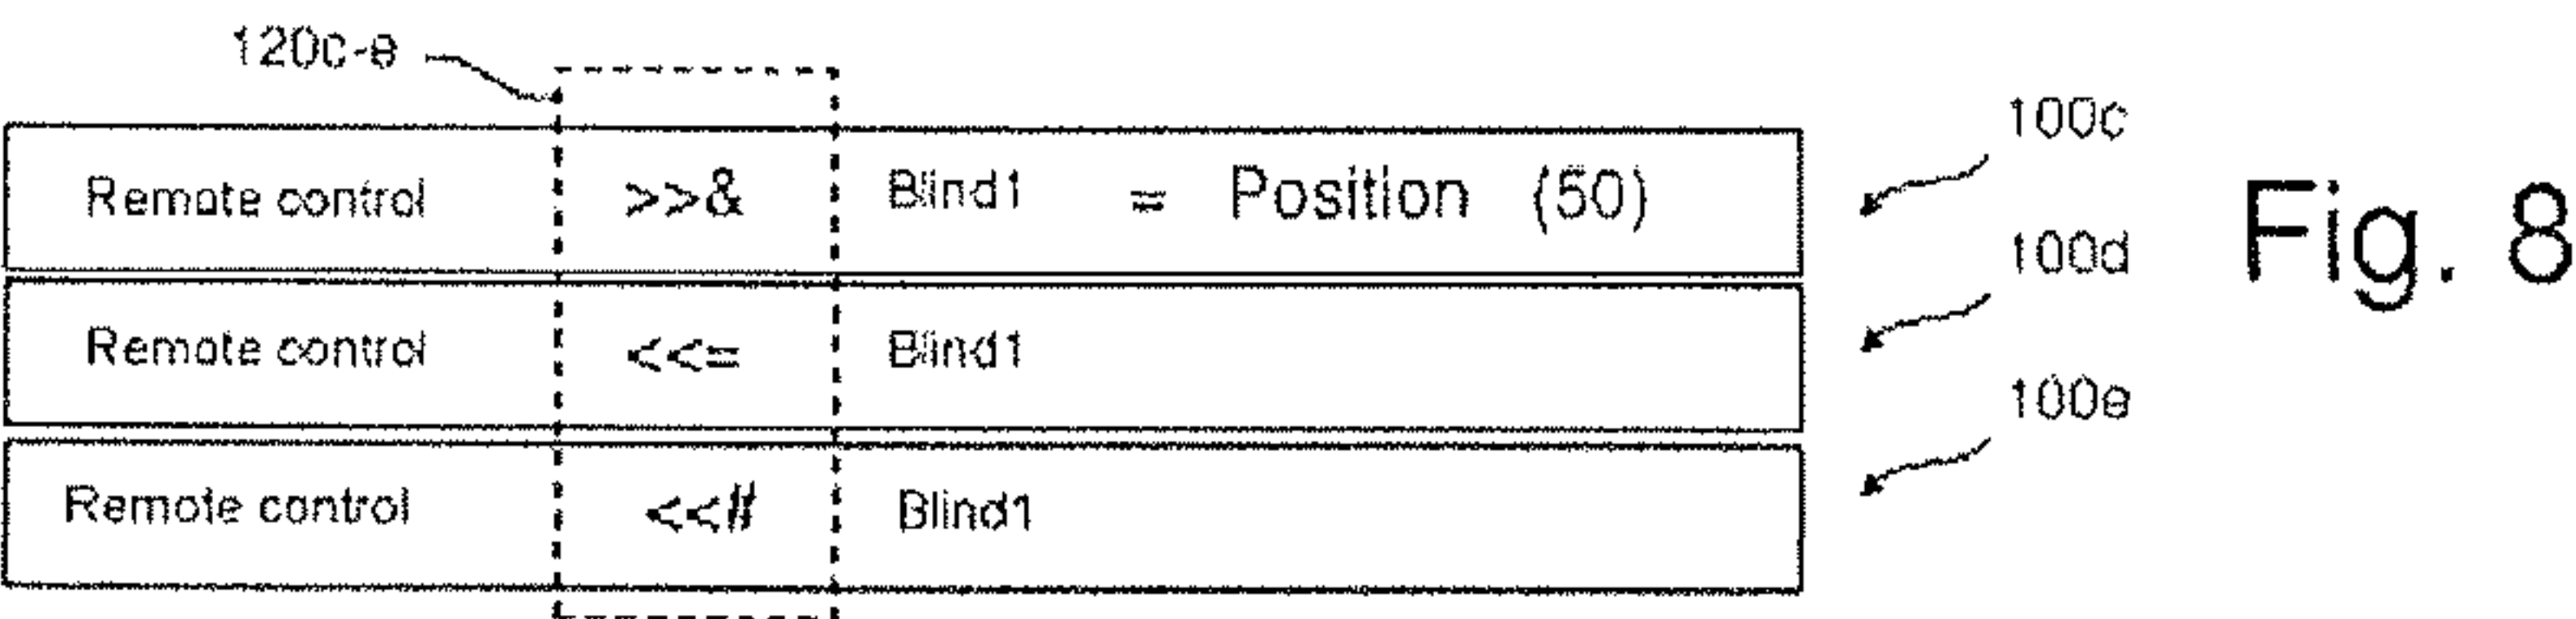 120c-e
Remote control >>& Blind1 = Position (50) 100c
Remote control <<= Blind1 100d
Remote control <<# Blind1 100e
Fig. 8